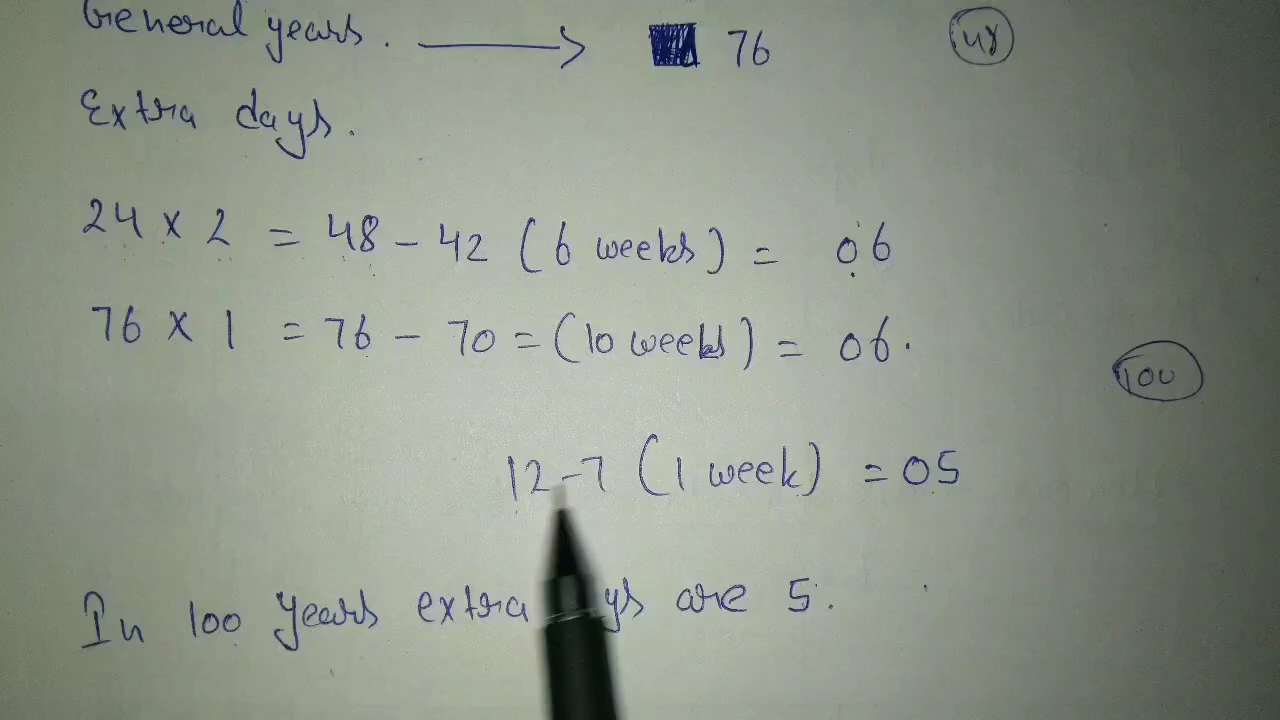 General years. → 76 48
Extra days.
24 x 2 = 48 - 42 (6 weeks) = 06
76 x 1 = 76 - 70 = (10 weeks) = 06.
100
12-7 (1 week) = 05
In 100 years extra are 5.